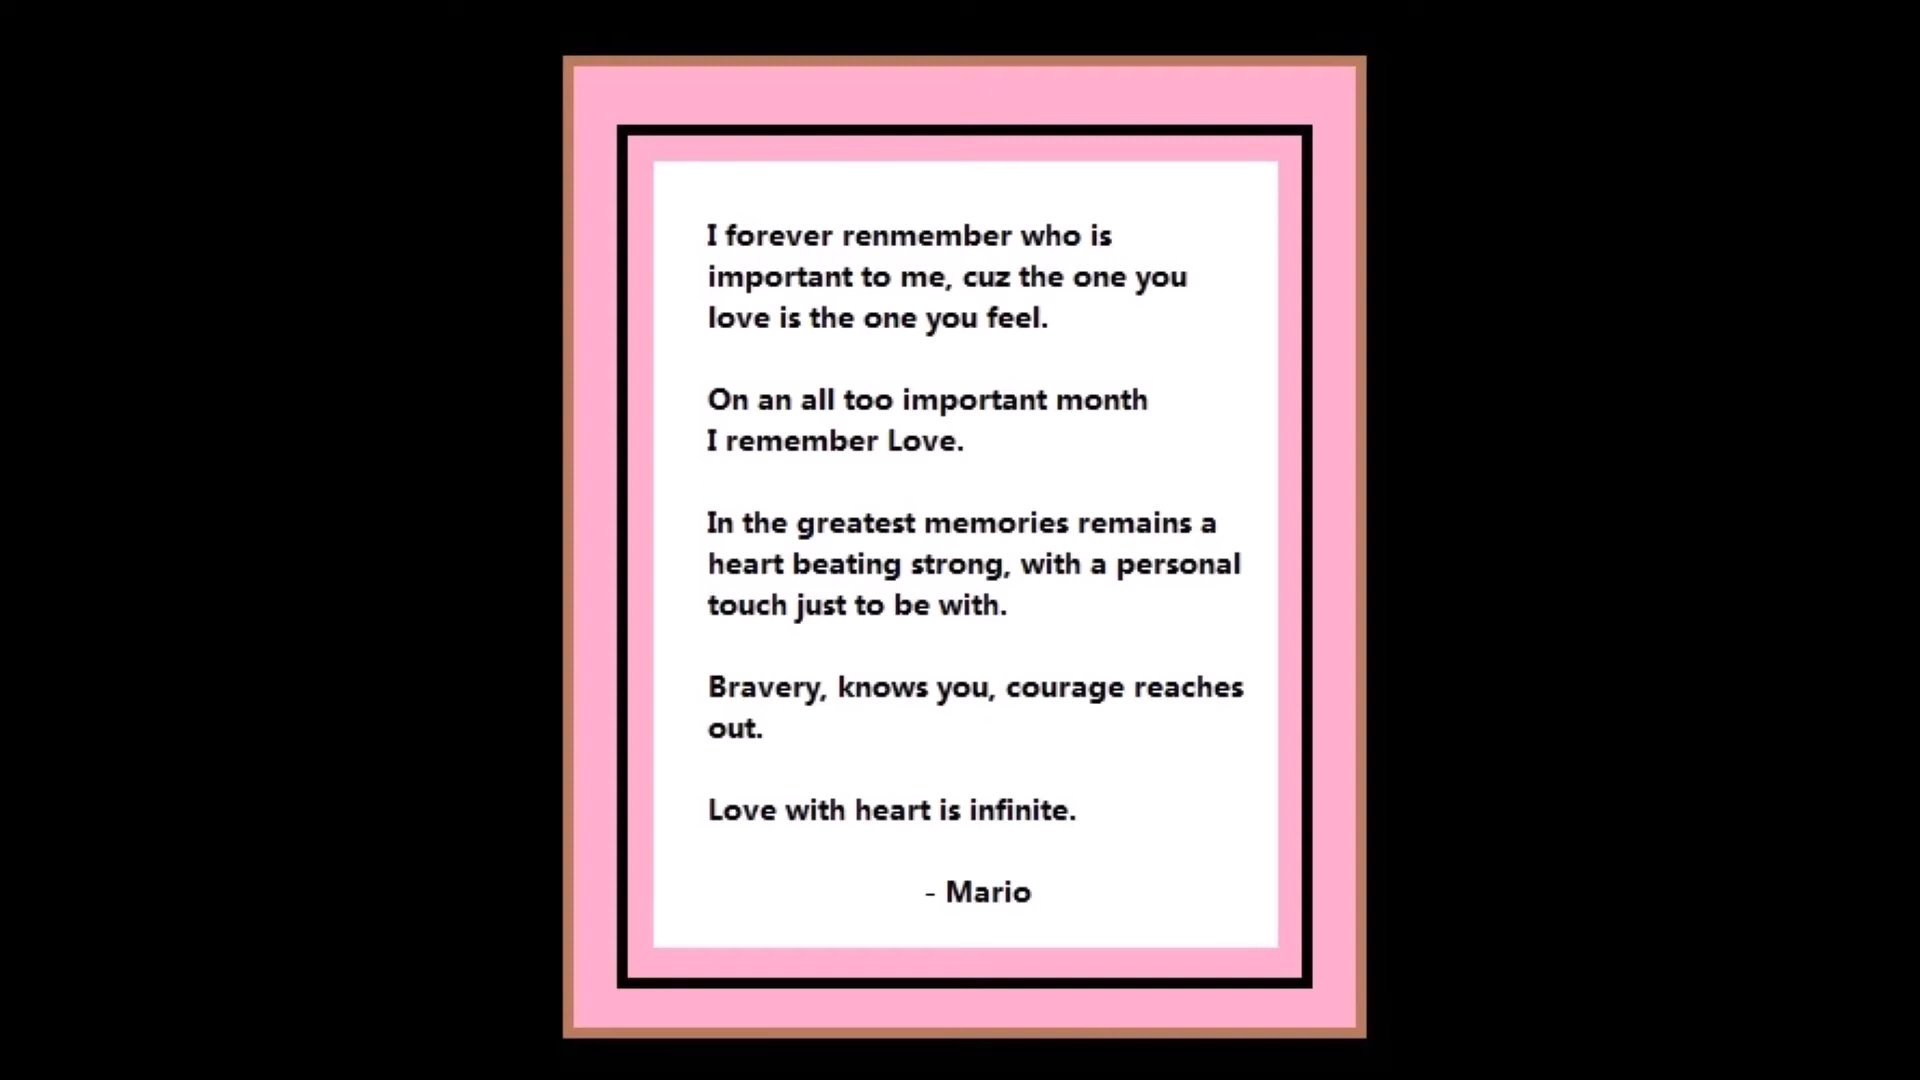 I forever renmember who is
important to me, cuz the one you
love is the one you feel.
On an all too important month
I remember Love.
In the greatest memories remains a
heart beating strong, with a personal
touch just to be with.
Bravery, knows you, courage reaches
out.
Love with heart is infinite.
- Mario